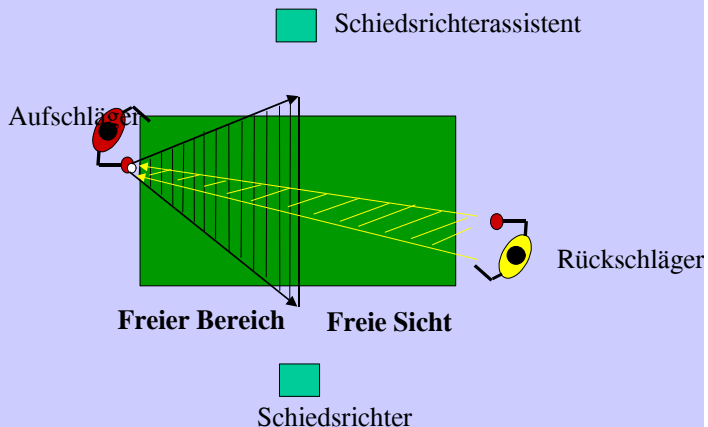 Schiedsrichterassistent
Aufschläger
Rückschläger
Freier Bereich
Freie Sicht
Schiedsrichter